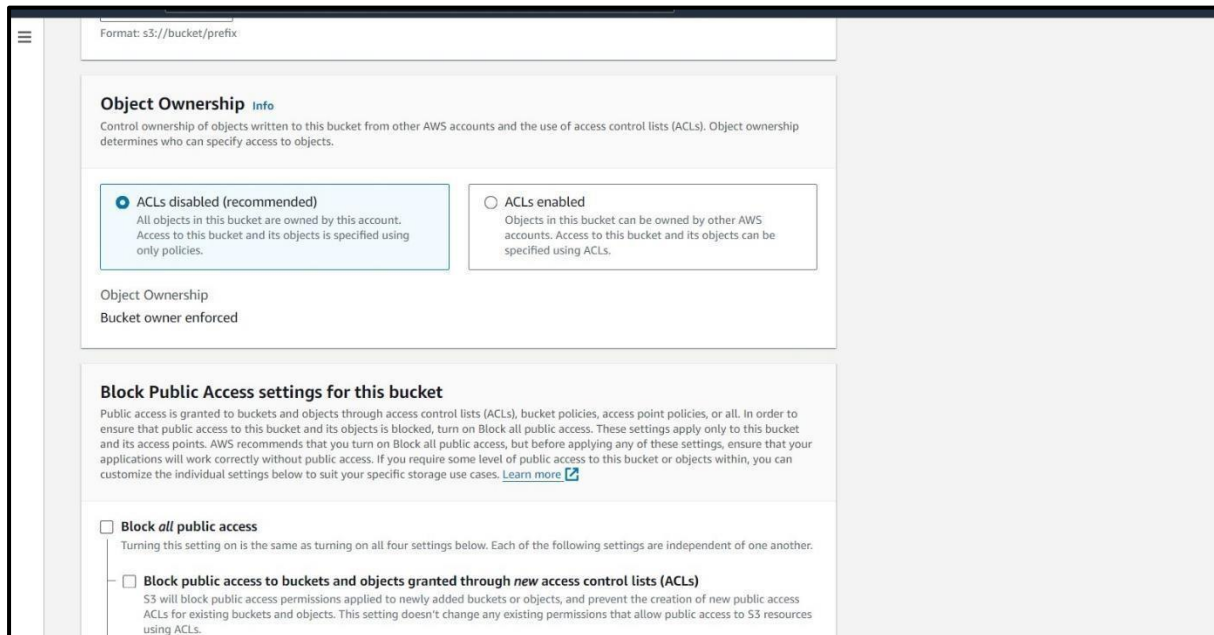 Format: s3://bucket/prefix
Object Ownership Info
Control ownership of objects written to this bucket from other AWS accounts and the use of access control lists (ACLs). Object ownership
determines who can specify access to objects.
ACLs disabled (recommended)
All objects in this bucket are owned by this account.
Access to this bucket and its objects is specified using
only policies.
ACLs enabled
Objects in this bucket can be owned by other AWS
accounts. Access to this bucket and its objects can be
specified using ACLs.
Object Ownership
Bucket owner enforced
Block Public Access settings for this bucket
Public access is granted to buckets and objects through access control lists (ACLs), bucket policies, access point policies, or all. In order to
ensure that public access to this bucket and its objects is blocked, turn on Block all public access. These settings apply only to this bucket
and its access points. AWS recommends that you turn on Block all public access, but before applying any of these settings, ensure that your
applications will work correctly without public access. If you require some level of public access to this bucket or objects within, you can
customize the individual settings below to suit your specific storage use cases. Learn more
Block all public access
Turning this setting on is the same as turning on all four settings below. Each of the following settings are independent of one another.
Block public access to buckets and objects granted through new access control lists (ACLs)
S3 will block public access permissions applied to newly added buckets or objects, and prevent the creation of new public access
ACLs for existing buckets and objects. This setting doesn't change any existing permissions that allow public access to S3 resources
using ACLs.